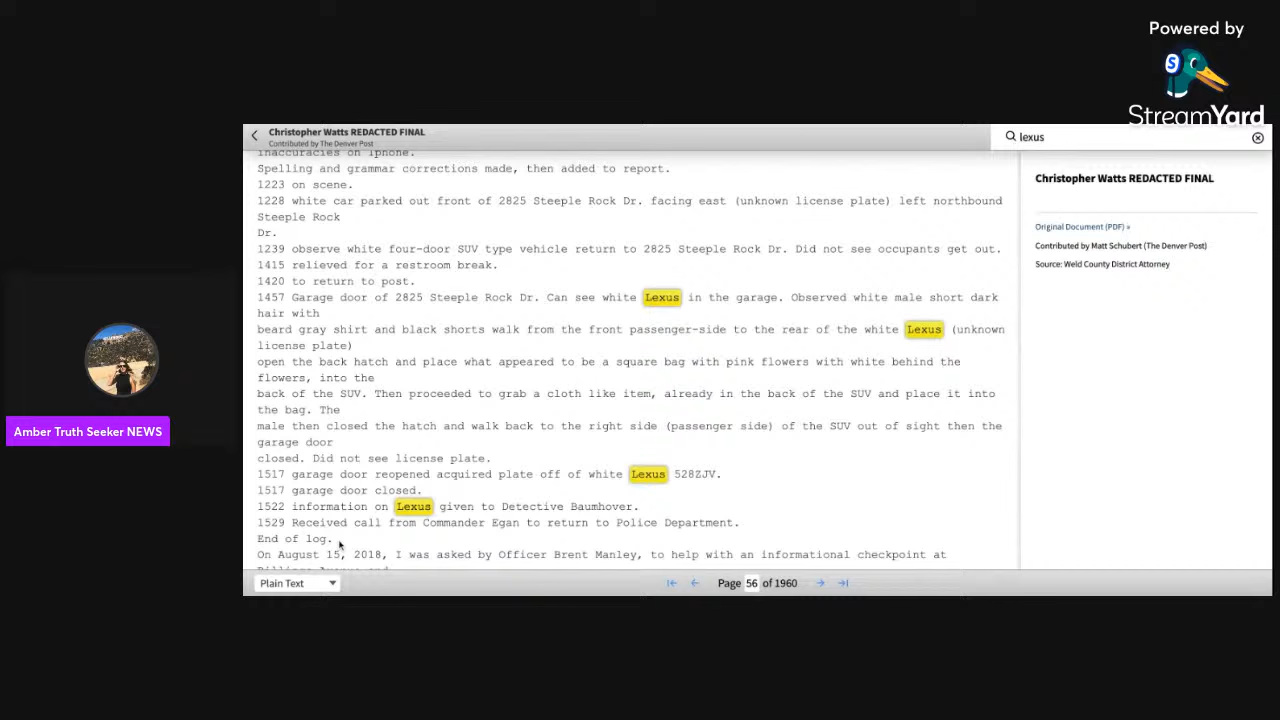 Powered by
StreamYard
Christopher Watts REDACTED FINAL
Contributed by The Denver Post
lexus
inaccuracies on Iphone.
Spelling and grammar corrections made, then added to report.
1223 on scene.
1228 white car parked out front of 2825 Steeple Rock Dr. facing east (unknown license plate) left northbound
Steeple Rock
Dr.
1239 observe white four-door SUV type vehicle return to 2825 Steeple Rock Dr. Did not see occupants get out.
1415 relieved for a restroom break.
1420 to return to post.
1457 Garage door of 2825 Steeple Rock Dr. Can see white Lexus in the garage. Observed white male short dark
hair with
beard gray shirt and black shorts walk from the front passenger-side to the rear of the white Lexus (unknown
license plate)
open the back hatch and place what appeared to be a square bag with pink flowers with white behind the
flowers, into the
back of the SUV. Then proceeded to grab a cloth like item, already in the back of the SUV and place it into
the bag. The
male then closed the hatch and walk back to the right side (passenger side) of the SUV out of sight then the
garage door
closed. Did not see license plate.
1517 garage door reopened acquired plate off of white Lexus 528ZJV.
1517 garage door closed.
1522 information on Lexus given to Detective Baumhover.
1529 Received call from Commander Egan to return to Police Department.
End of log.
On August 15, 2018, I was asked by Officer Brent Manley, to help with an informational checkpoint at
Christopher Watts REDACTED FINAL
Original Document (PDF) »
Contributed by Matt Schubert (The Denver Post)
Source: Weld County District Attorney
Amber Truth Seeker NEWS
Plain Text
Page 56 of 1960